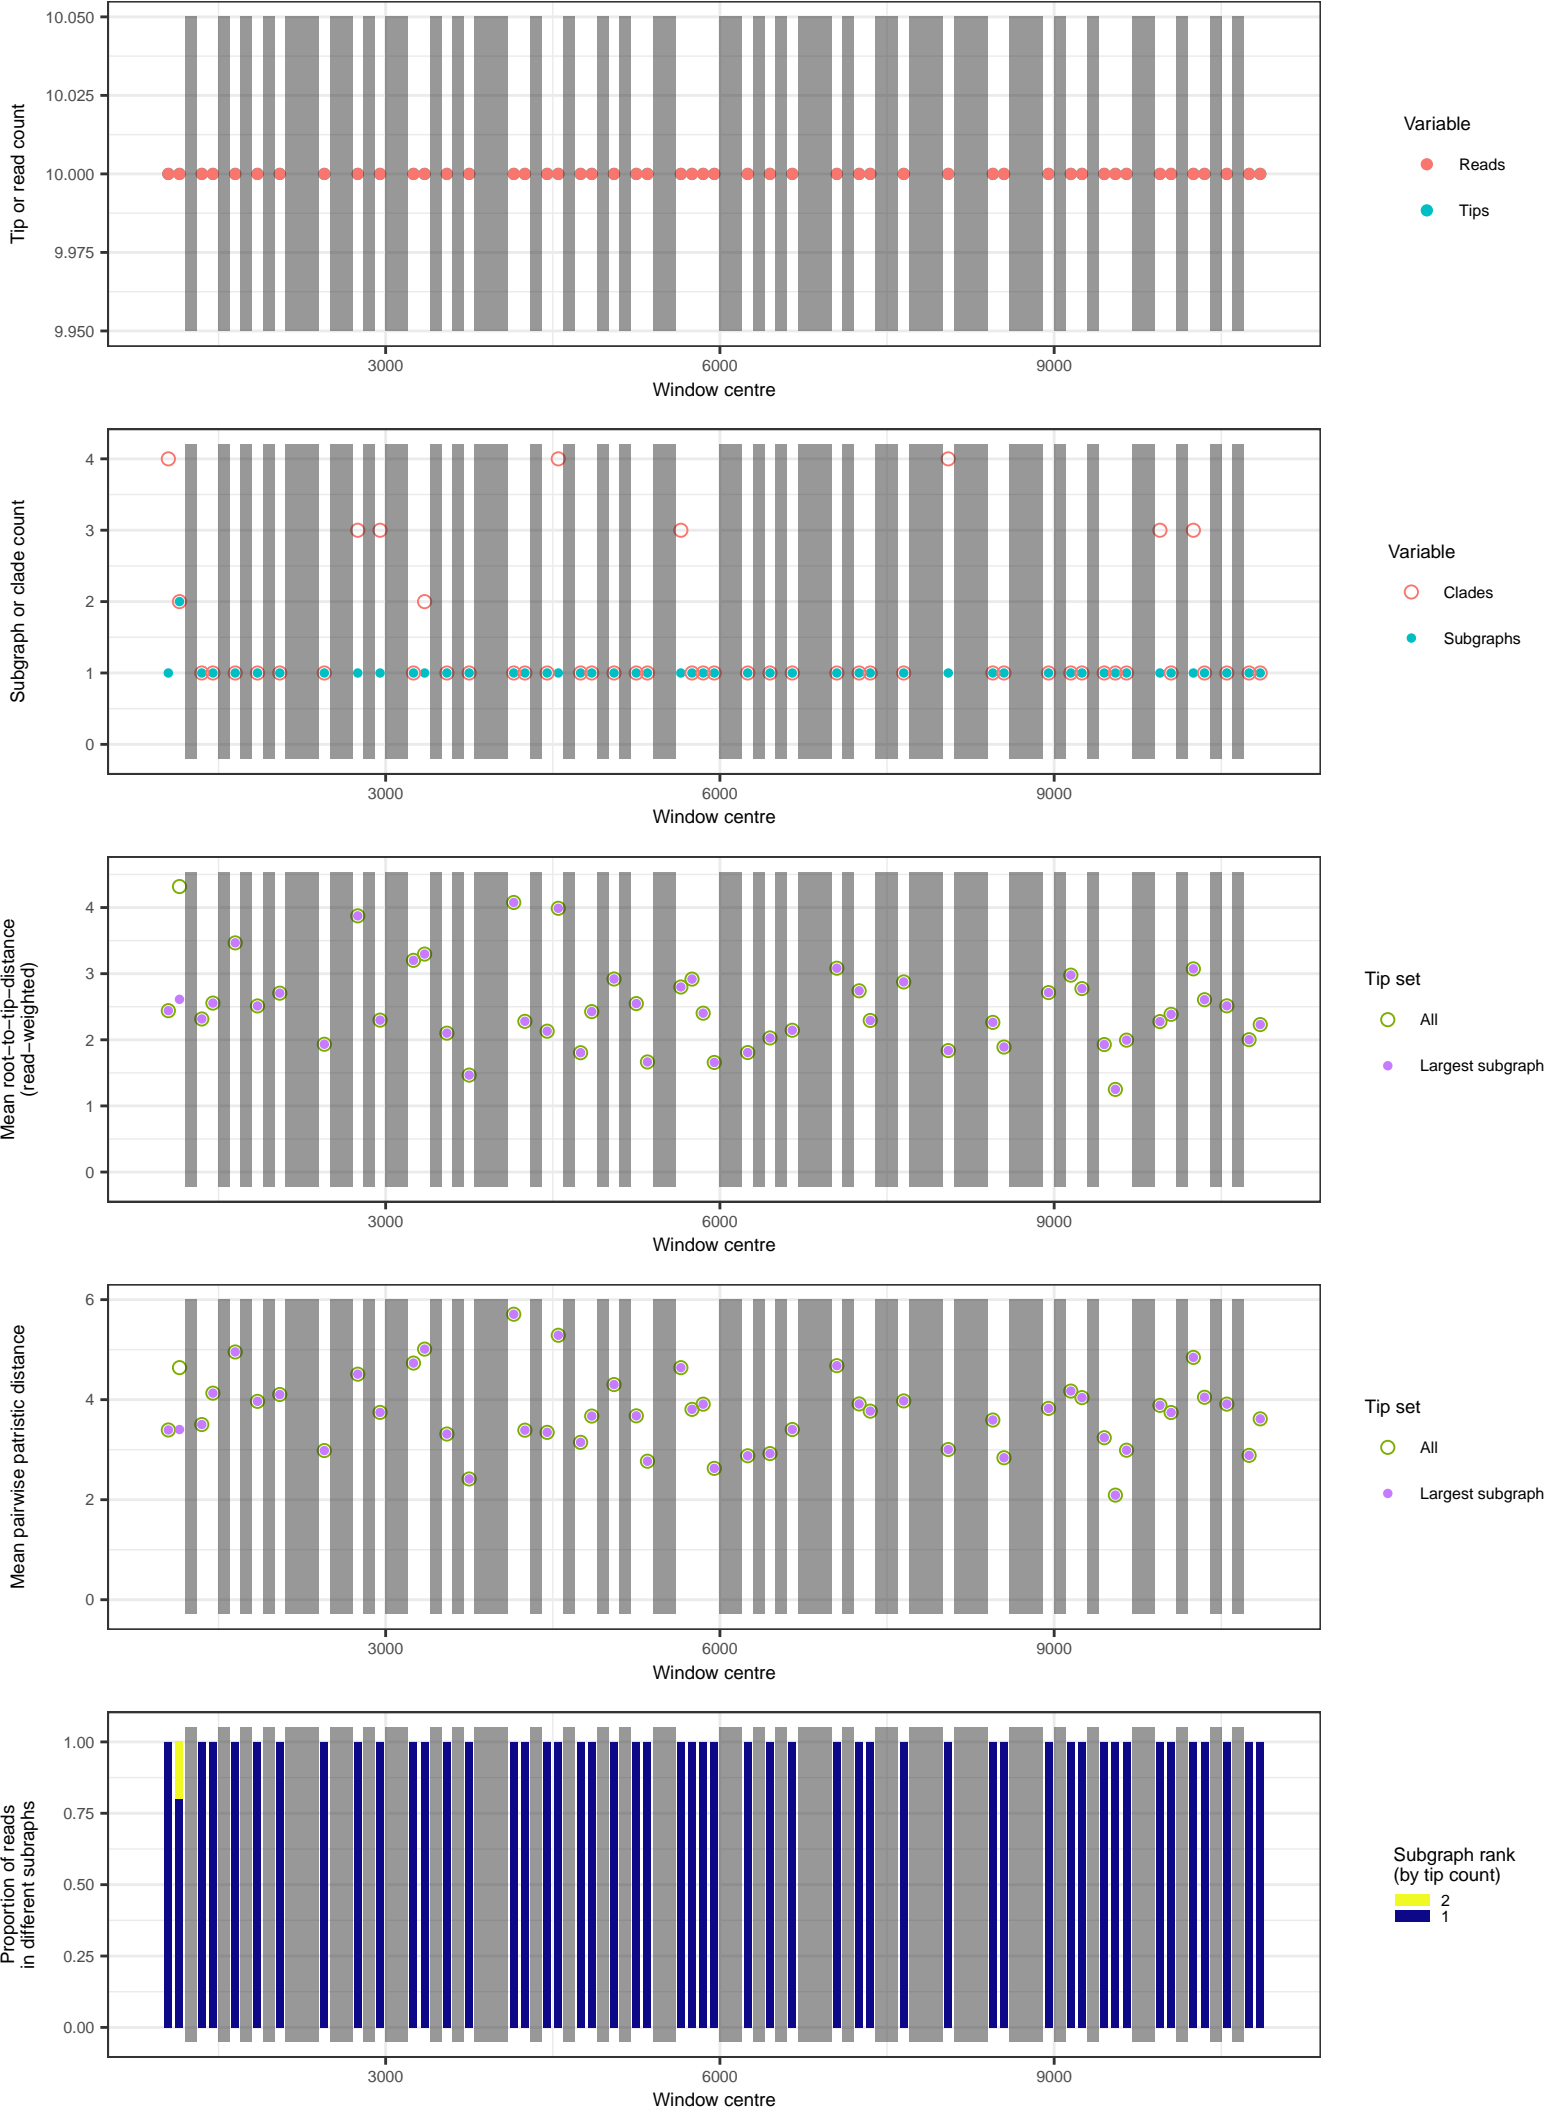 10.050
10.025
10.000
9.975
9.950
Tip or read count
3000
6000
9000
Window centre
Variable
Reads
Tips
4
3
2
1
0
Subgraph or clade count
3000
6000
9000
Window centre
Variable
Clades
Subgraphs
4
3
2
1
0
Mean root−to−tip−distance
(read−weighted)
3000
6000
9000
Window centre
Tip set
All
Largest subgraph
6
4
2
0
Mean pairwise patristic distance
3000
6000
9000
Window centre
Tip set
All
Largest subgraph
1.00
0.75
0.50
0.25
0.00
Proportion of reads
in different subraphs
3000
6000
9000
Window centre
Subgraph rank
(by tip count)
2
1